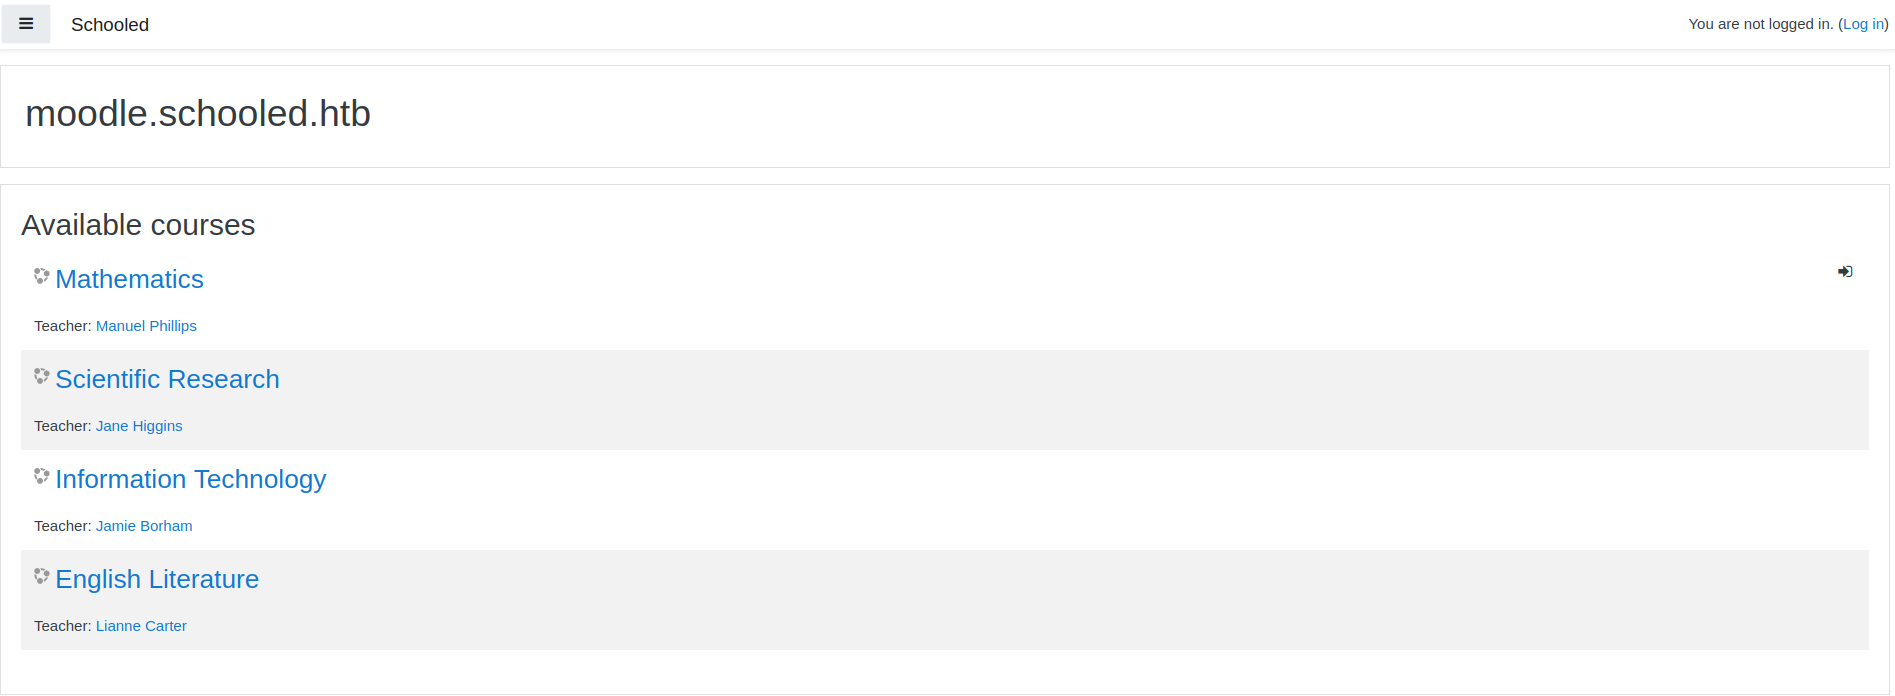 Schooled
You are not logged in. (Log in)
moodle.schooled.htb
Available courses
Mathematics
Teacher: Manuel Phillips
Scientific Research
Teacher: Jane Higgins
Information Technology
Teacher: Jamie Borham
English Literature
Teacher: Lianne Carter